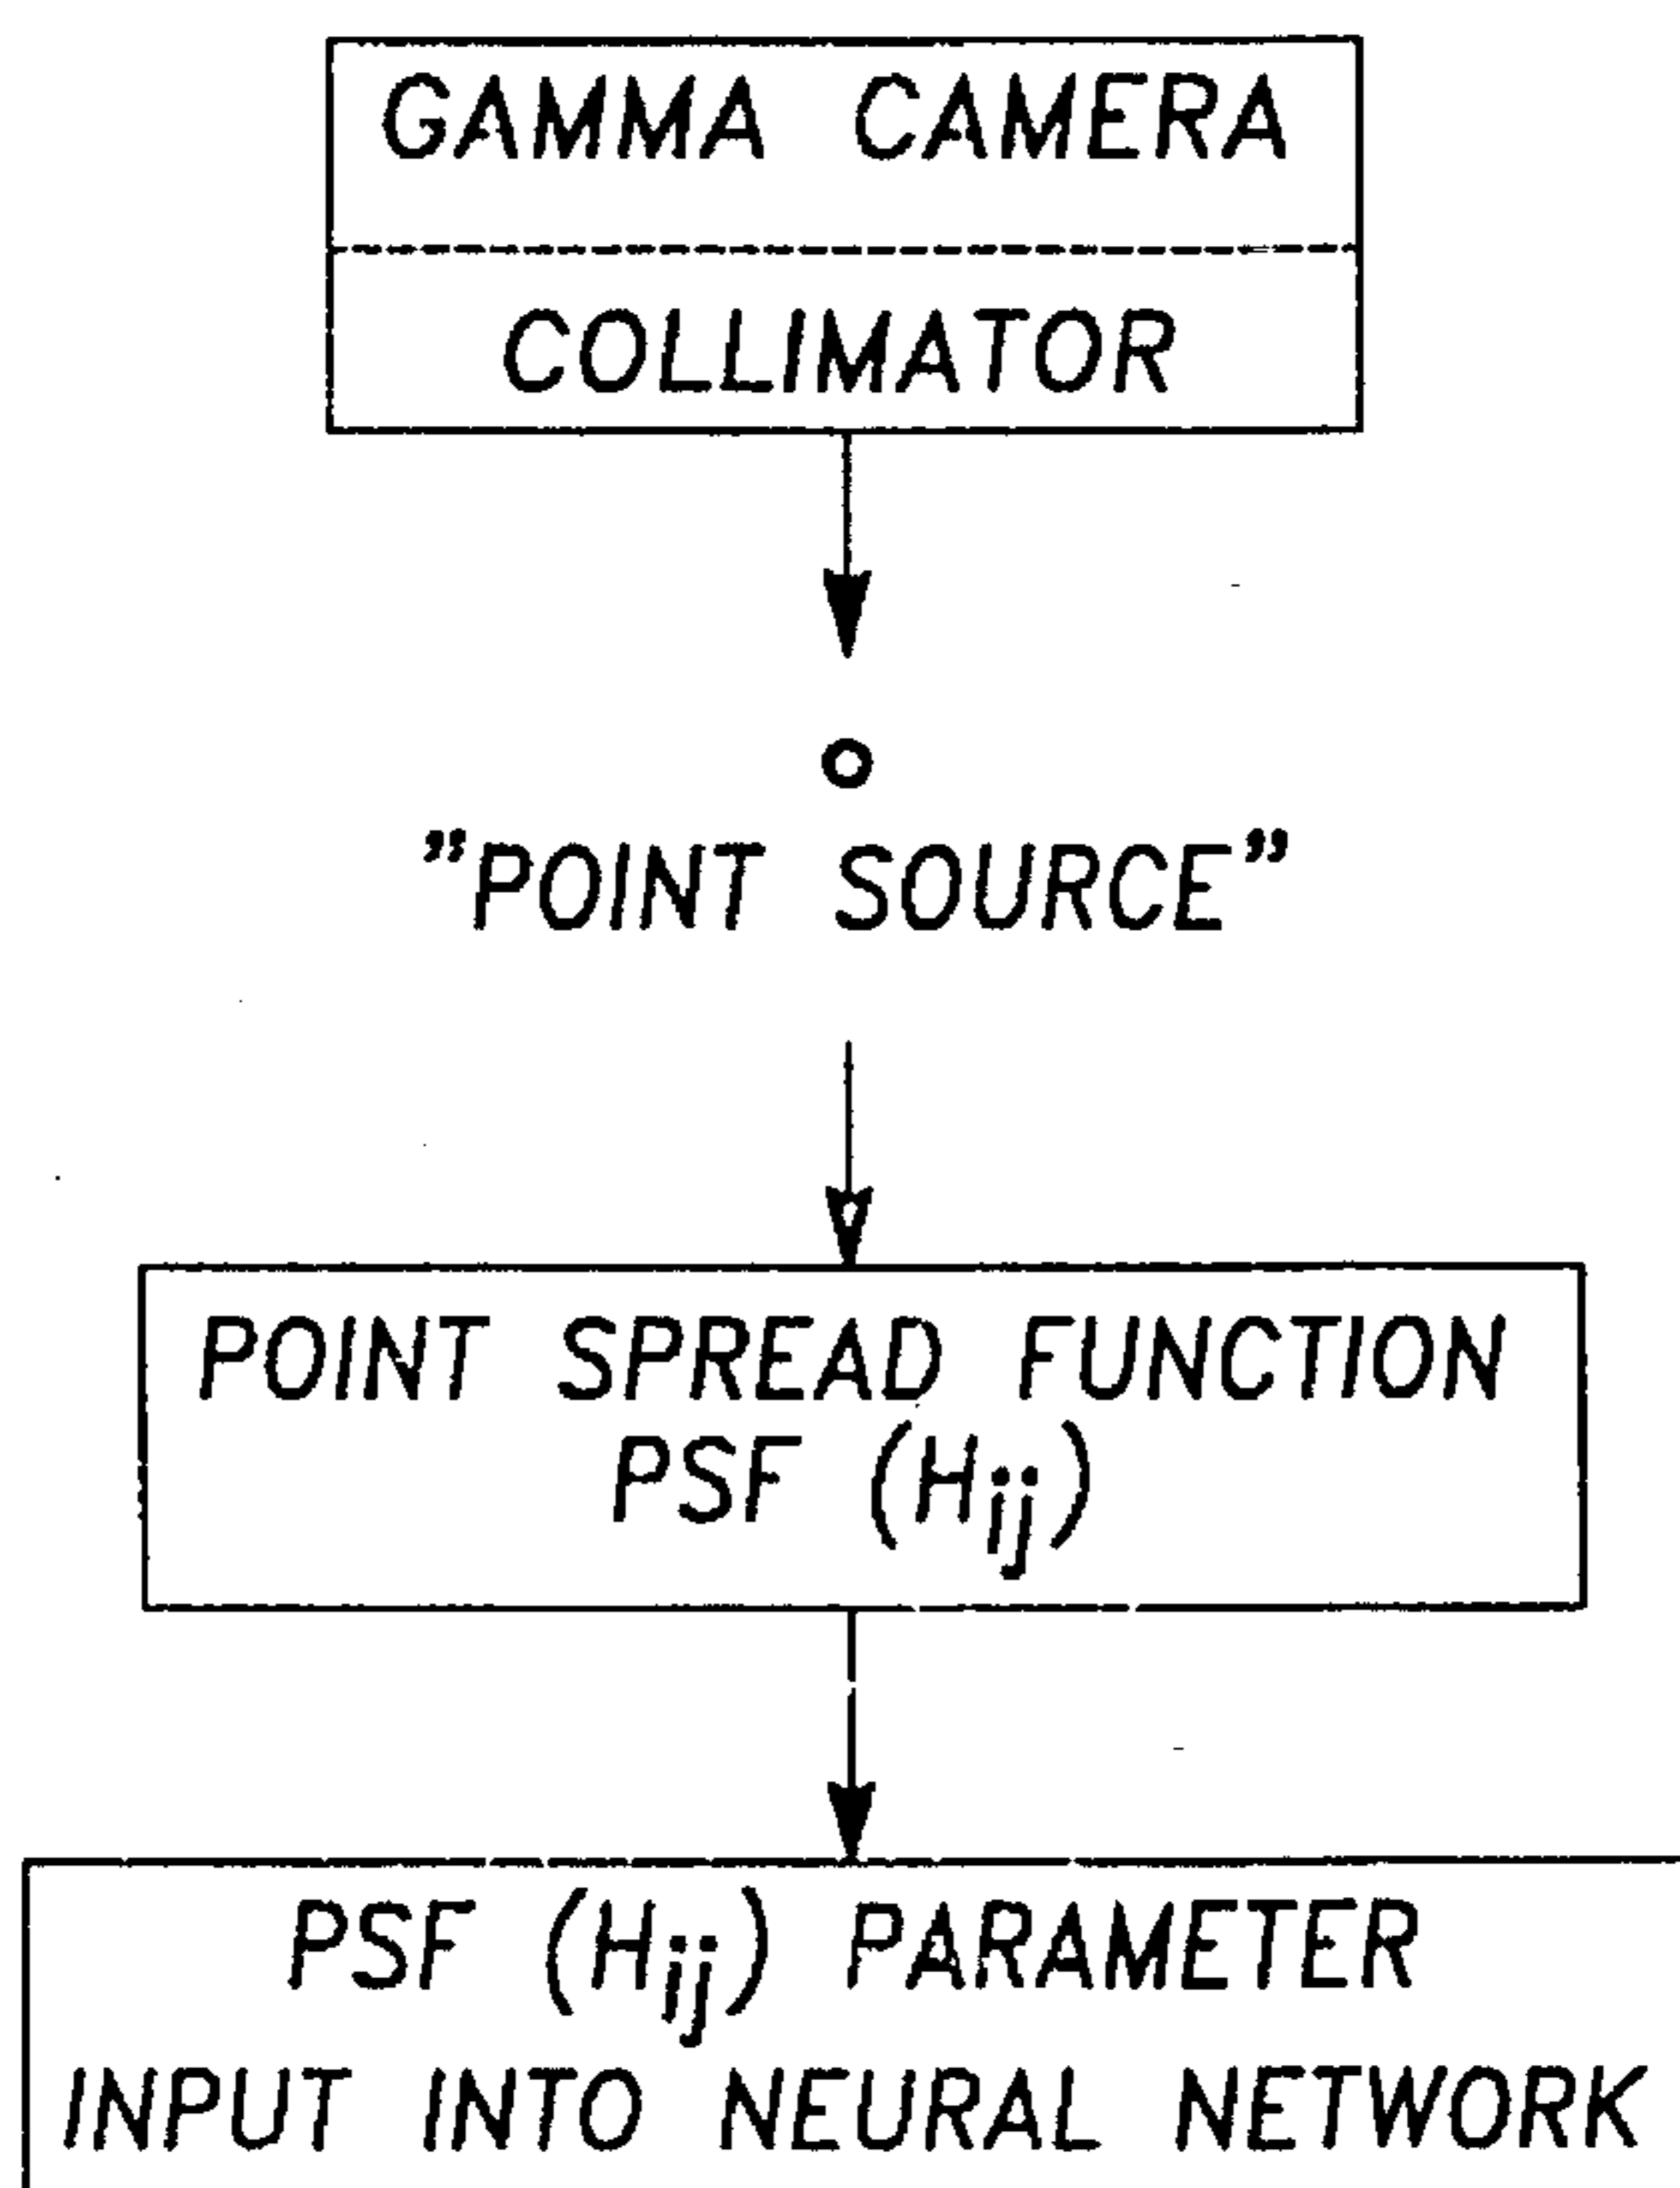 GAMMA CAMERA
COLLIMATOR
"POINT SOURCE"
POINT SPREAD FUNCTION
PSF (Hij)
PSF (Hij) PARAMETER
INPUT INTO NEURAL NETWORK